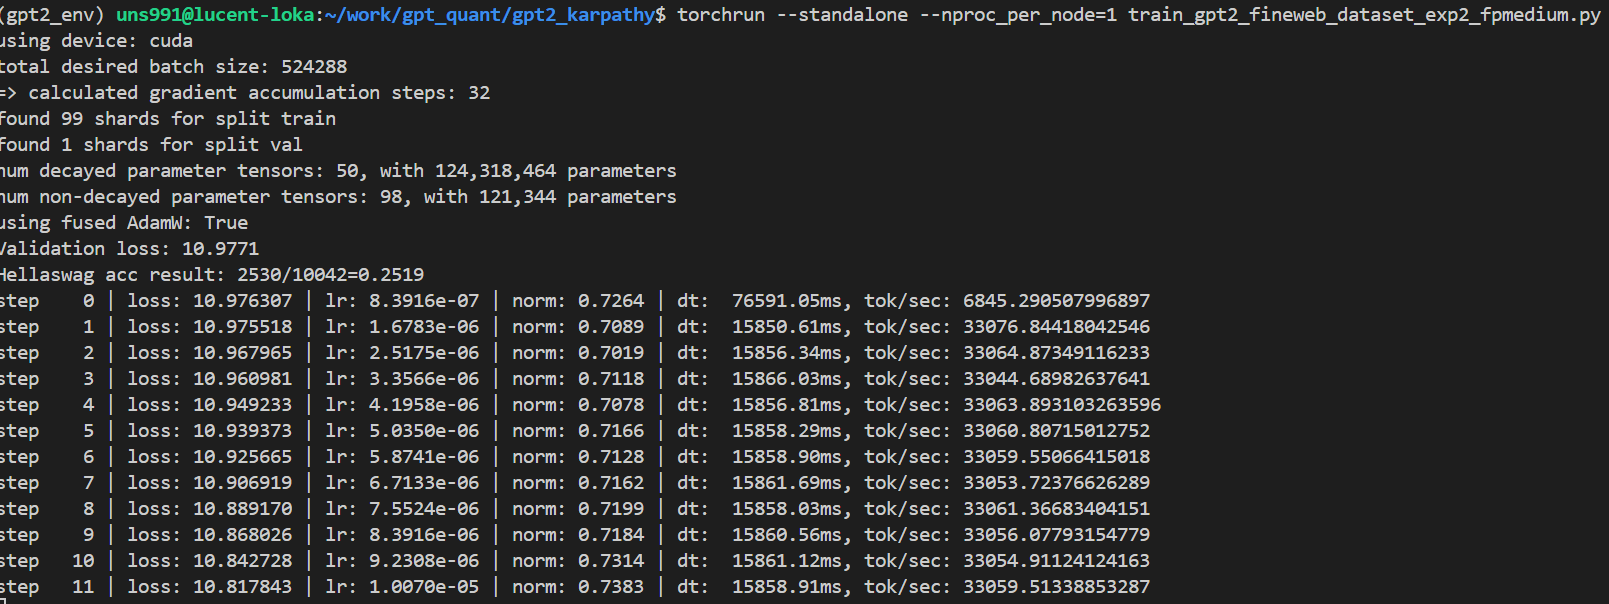 (gpt2_env) uns991@lucent-loka:~/work/gpt_quant/gpt2_karpathy$ torchrun --standalone --nproc_per_node=1 train_gpt2_fineweb_dataset_exp2_fpmedium.py
using device: cuda
total desired batch size: 524288
=> calculated gradient accumulation steps: 32
found 99 shards for split train
found 1 shards for split val
num decayed parameter tensors: 50, with 124,318,464 parameters
num non-decayed parameter tensors: 98, with 121,344 parameters
using fused AdamW: True
Validation loss: 10.9771
Hellaswag acc result: 2530/10042=0.2519
step    0 | loss: 10.976307 | lr: 8.3916e-07 | norm: 0.7264 | dt:  76591.05ms, tok/sec: 6845.290507996897
step    1 | loss: 10.975518 | lr: 1.6783e-06 | norm: 0.7089 | dt:  15850.61ms, tok/sec: 33076.84418042546
step    2 | loss: 10.967965 | lr: 2.5175e-06 | norm: 0.7019 | dt:  15856.34ms, tok/sec: 33064.87349116233
step    3 | loss: 10.960981 | lr: 3.3566e-06 | norm: 0.7118 | dt:  15866.03ms, tok/sec: 33044.68982637641
step    4 | loss: 10.949233 | lr: 4.1958e-06 | norm: 0.7078 | dt:  15856.81ms, tok/sec: 33063.893103263596
step    5 | loss: 10.939373 | lr: 5.0350e-06 | norm: 0.7166 | dt:  15858.29ms, tok/sec: 33060.80715012752
step    6 | loss: 10.925665 | lr: 5.8741e-06 | norm: 0.7128 | dt:  15858.90ms, tok/sec: 33059.55066415018
step    7 | loss: 10.906919 | lr: 6.7133e-06 | norm: 0.7162 | dt:  15861.69ms, tok/sec: 33053.72376626289
step    8 | loss: 10.889170 | lr: 7.5524e-06 | norm: 0.7199 | dt:  15858.03ms, tok/sec: 33061.36683404151
step    9 | loss: 10.868026 | lr: 8.3916e-06 | norm: 0.7184 | dt:  15860.56ms, tok/sec: 33056.07793154779
step   10 | loss: 10.842728 | lr: 9.2308e-06 | norm: 0.7314 | dt:  15861.12ms, tok/sec: 33054.91124124163
step   11 | loss: 10.817843 | lr: 1.0070e-05 | norm: 0.7383 | dt:  15858.91ms, tok/sec: 33059.51338853287